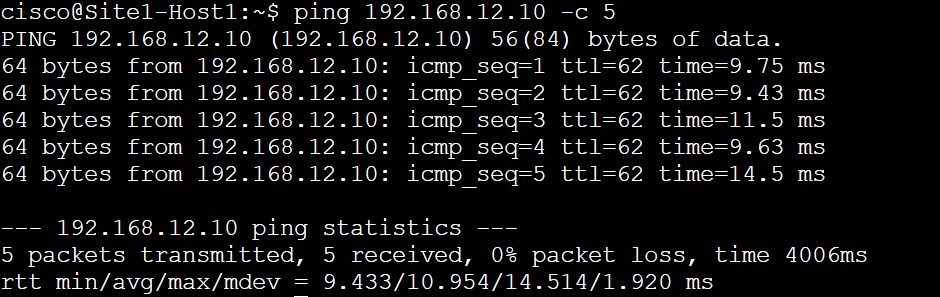 cisco@Site1-Host1:~$ ping 192.168.12.10 -c 5
PING 192.168.12.10 (192.168.12.10) 56(84) bytes of data.
64 bytes from 192.168.12.10: icmp_seq=1 ttl=62 time=9.75 ms
64 bytes from 192.168.12.10: icmp_seq=2 ttl=62 time=9.43 ms
64 bytes from 192.168.12.10: icmp_seq=3 ttl=62 time=11.5 ms
64 bytes from 192.168.12.10: icmp_seq=4 ttl=62 time=9.63 ms
64 bytes from 192.168.12.10: icmp_seq=5 ttl=62 time=14.5 ms
--- 192.168.12.10 ping statistics ---
5 packets transmitted, 5 received, 0% packet loss, time 4006ms
rtt min/avg/max/mdev = 9.433/10.954/14.514/1.920 ms